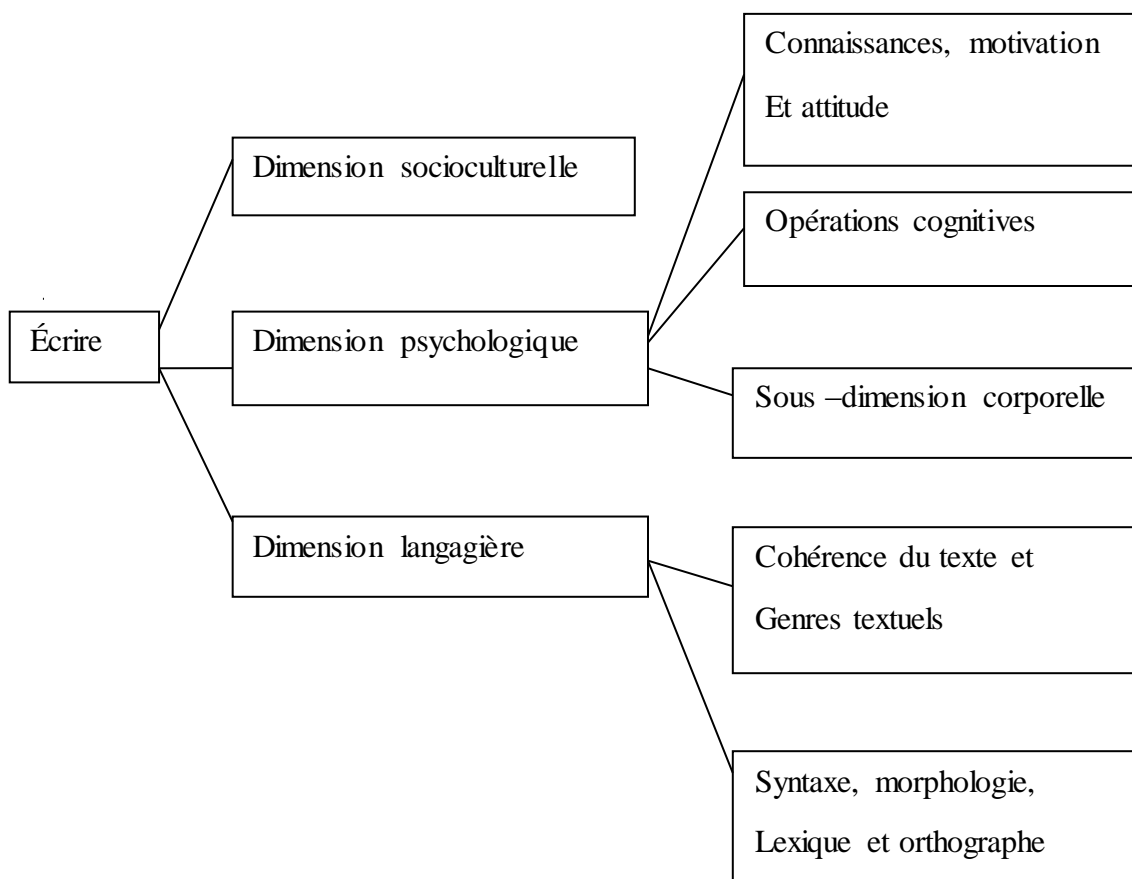 Connaissances, motivation
Et attitude
Dimension socioculturelle
Opérations cognitives
Écrire
Dimension psychologique
Sous –dimension corporelle
Dimension langagière
Cohérence du texte et
Genres textuels
Syntaxe, morphologie,
Lexique et orthographe